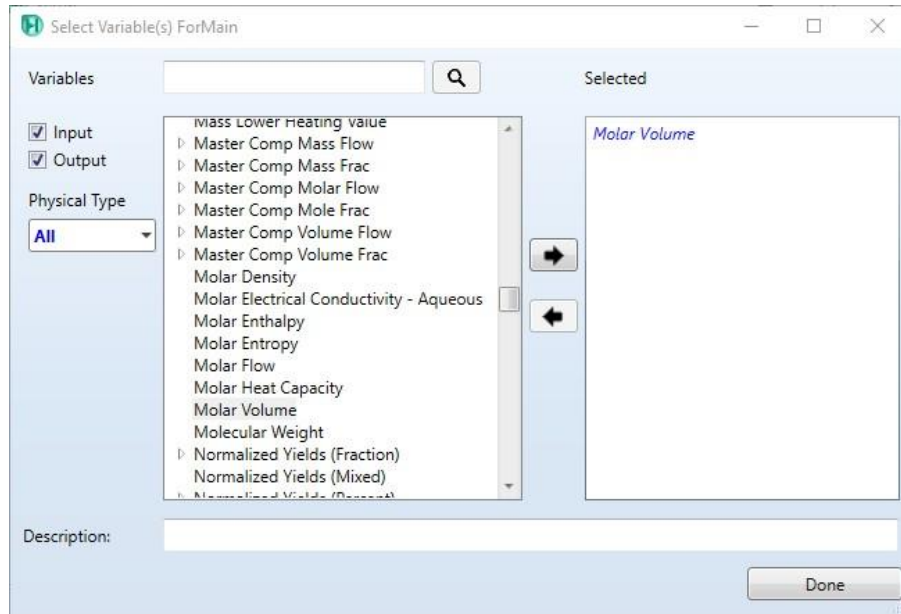 Select Variable(s) ForMain
Variables
Selected
Input
Output
Physical Type
All
Mass Lower Heating Value
Master Comp Mass Flow
Master Comp Mass Frac
Master Comp Molar Flow
Master Comp Mole Frac
Master Comp Volume Flow
Master Comp Volume Frac
Molar Density
Molar Electrical Conductivity - Aqueous
Molar Enthalpy
Molar Entropy
Molar Flow
Molar Heat Capacity
Molar Volume
Molecular Weight
Normalized Yields (Fraction)
Normalized Yields (Mixed)
Normalized Yields (Percent)
Molar Volume
Description:
Done